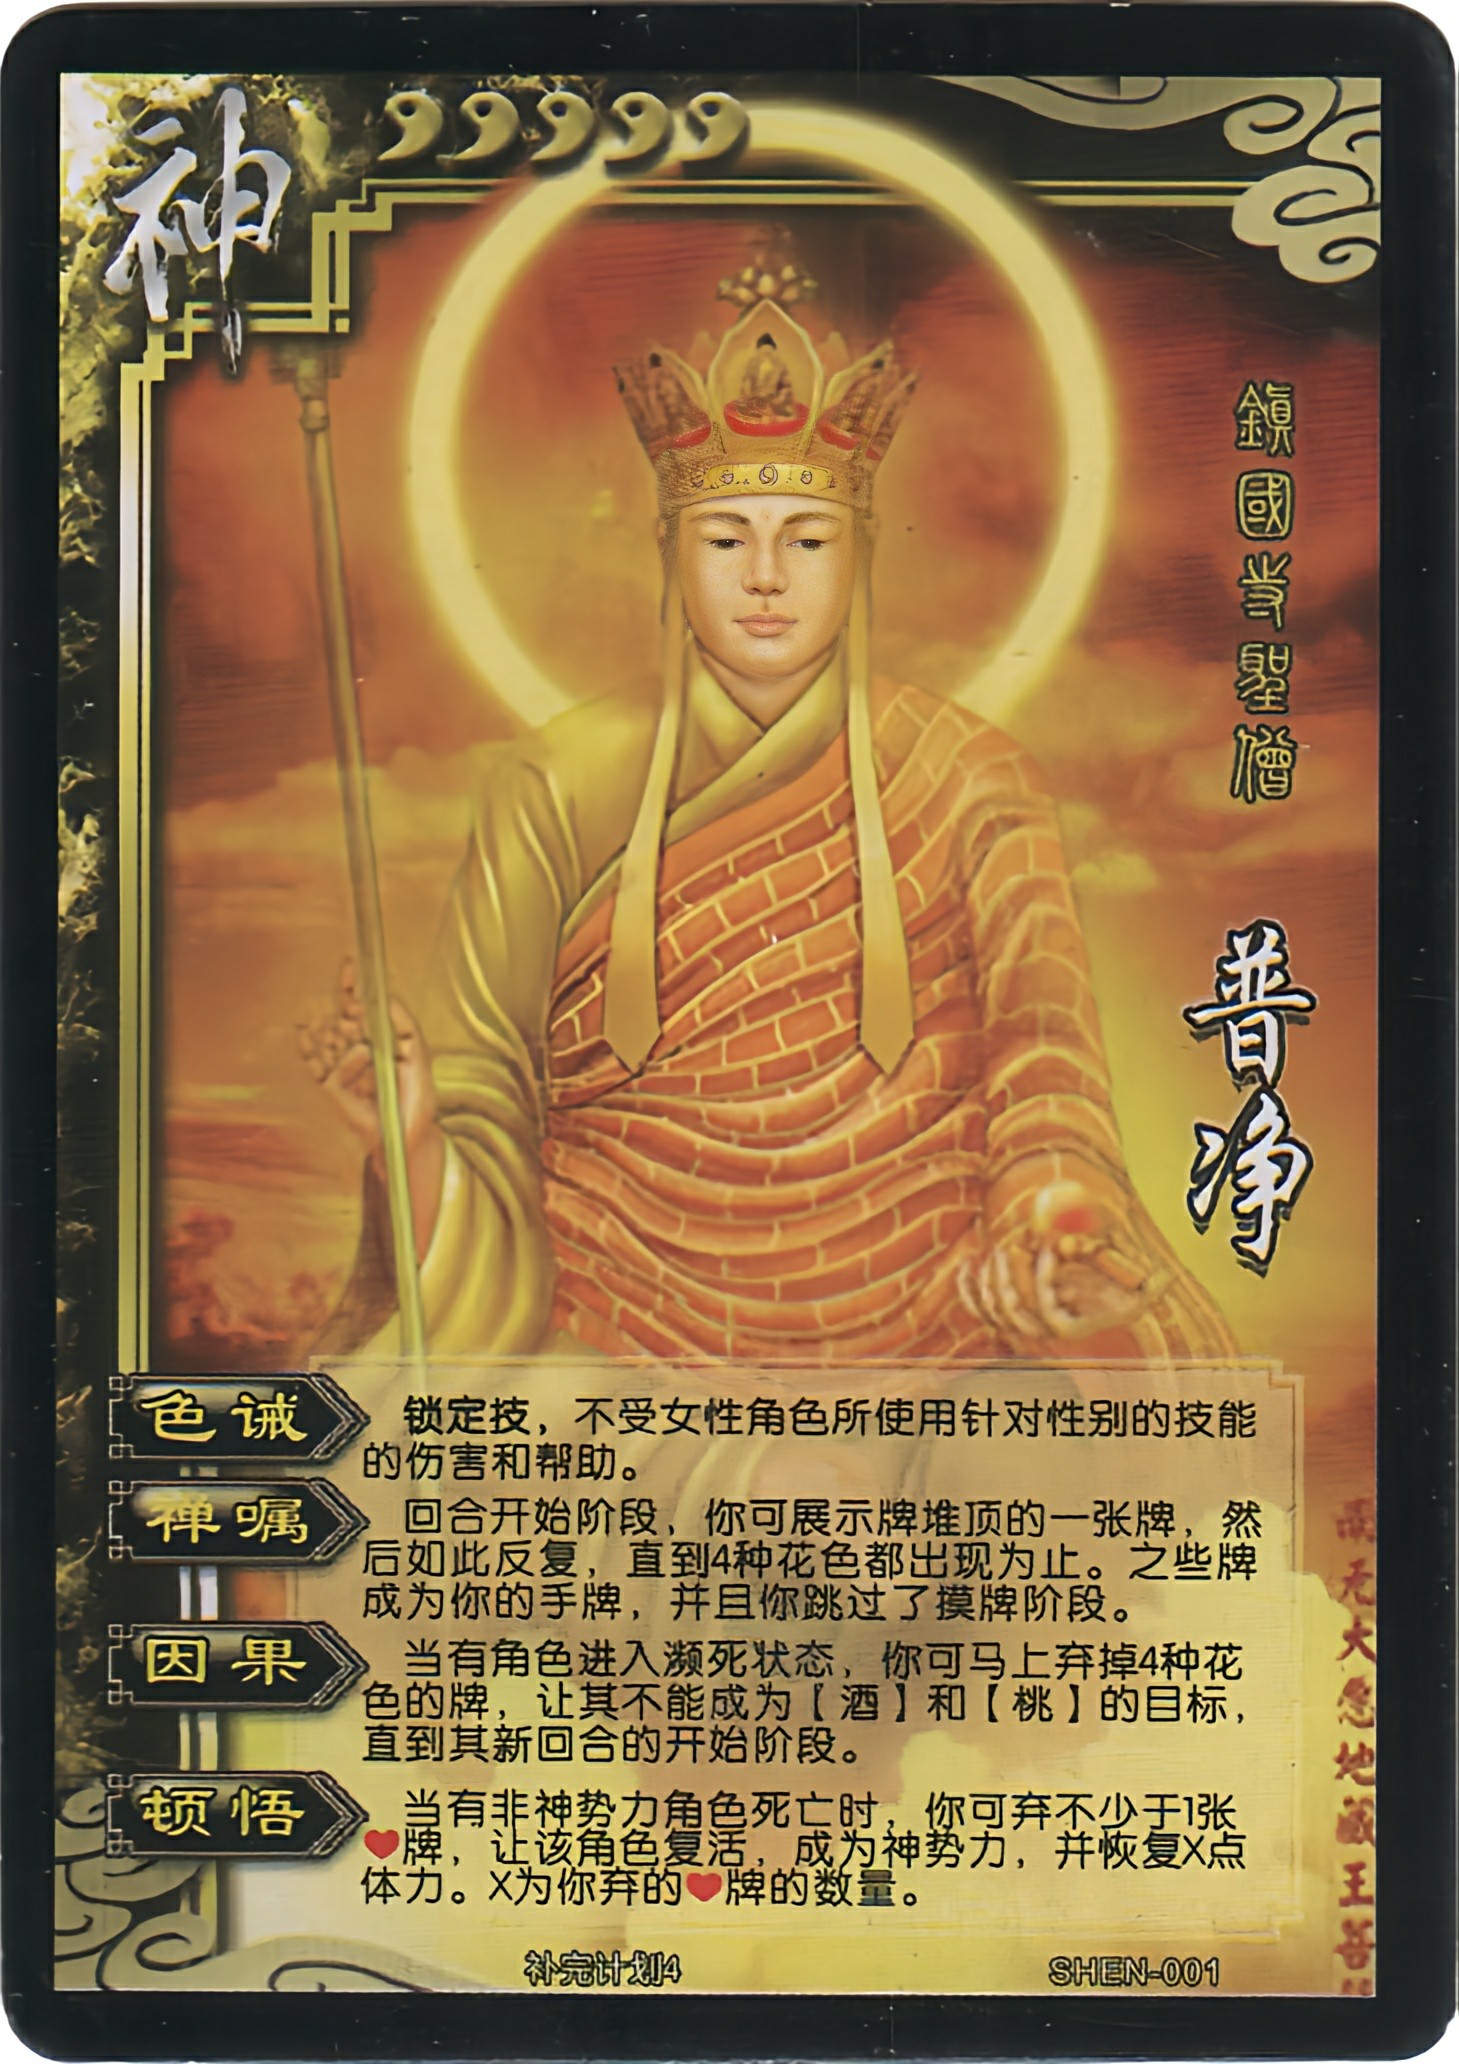 神
鎮國寺聖僧
普净
色诫
锁定技，不受女性角色所使用针对性别的技能
的伤害和帮助。
禅嘱
回合开始阶段，你可展示牌堆顶的一张牌，然
后如此反复，直到4种花色都出现为止。之些牌
成为你的手牌，并且你跳过了摸牌阶段。
因果
当有角色进入濒死状态，你可马上弃掉4种花
色的牌，让其不能成为【酒】和【桃】的目标，
直到其新回合的开始阶段。
顿悟
当有非神势力角色死亡时，你可弃不少于1张
♥牌，让该角色复活，成为神势力，并恢复X点
体力。X为你弃的♥牌的数量。
补完计划4
SHEN-001
无大
地藏王菩